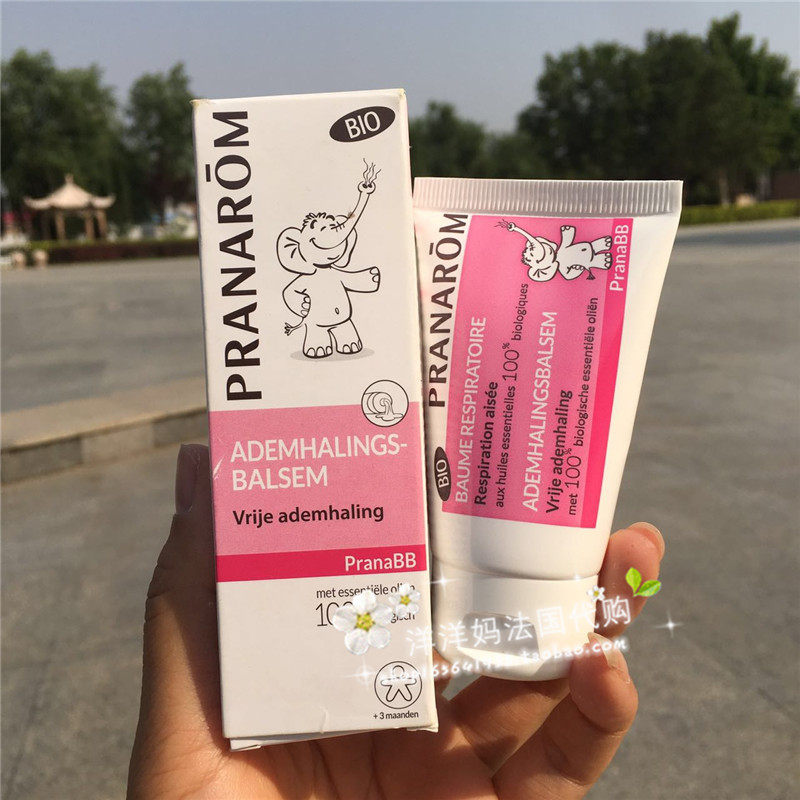 PRANARŌM
BIO
ADEMHALINGS-
BALSEM
Vrije ademhaling
PranaBB
met essentiële oliën
100
+ 3 maanden
PRANARŌM
BIO
BAUME RESPIRATOIRE
Respiration aisée
aux huiles essentielles 100% biologiques
ADEMHALINGSBALSEM
Vrije ademhaling
met 100% biologische essentiële oliën
PranaBB
洋洋妈法国代购